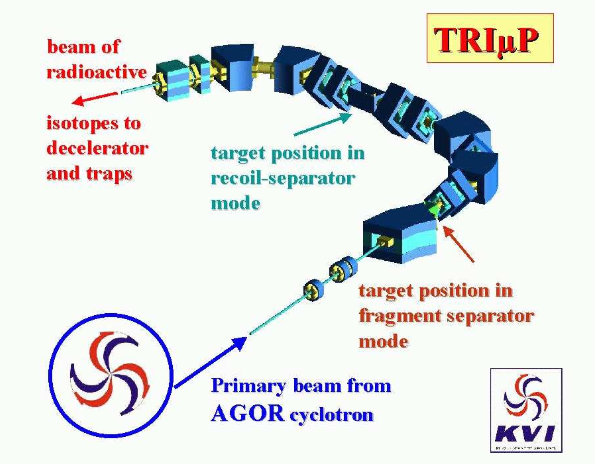 TRIµP
beam of
radioactive
isotopes to
decelerator
and traps
target position in
recoil-separator
mode
target position in
fragment separator
mode
Primary beam from
AGOR cyclotron
KVI